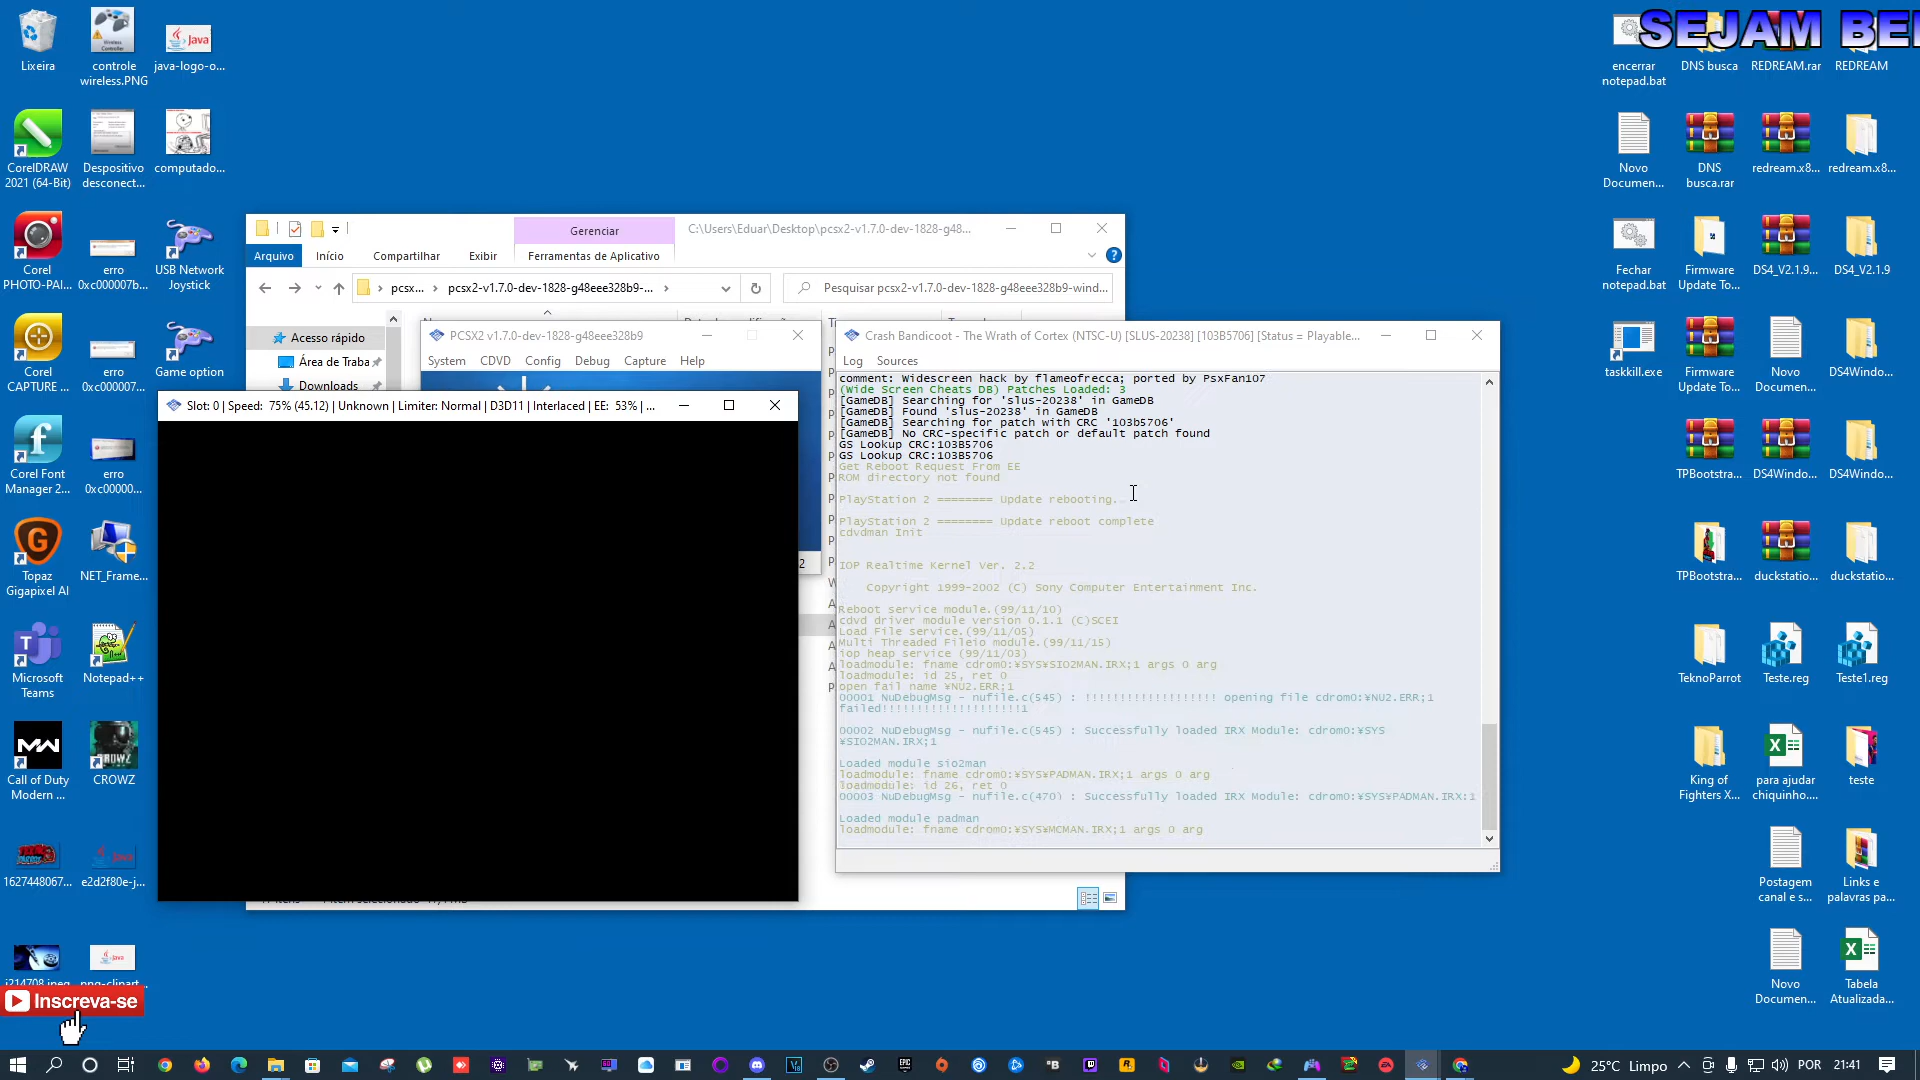 Lixeira
controle
wireless.PNG
java-logo-o...
CorelDRAW
2021 (64-Bit)
Despositivo
desconect...
computado...
Corel
PHOTO-PAI...
erro
0xc000007b...
USB Network
Joystick
Corel
CAPTURE ...
erro
0xc000007...
Game option
Corel Font
Manager 2...
erro
0xc00000...
Topaz
Gigapixel AI
NET_Frame...
Microsoft
Teams
Notepad++
Call of Duty
Modern ...
CROWZ
1627448067...
e2d2f80e-j...
i214708.jpeg
png-clipart...
Inscreva-se
SEJAM BE
encerrar
notepad.bat
DNS busca
REDREAM.rar
REDREAM
Novo
Documen...
DNS
busca.rar
redream.x8...
redream.x8...
Fechar
notepad.bat
Firmware
Update To...
DS4_V2.1.9...
DS4_V2.1.9
taskkill.exe
Firmware
Update To...
Novo
Documen...
DS4Windo...
TPBootstra...
DS4Windo...
DS4Windo...
TPBootstra...
duckstatio...
duckstatio...
TeknoParrot
Teste.reg
Teste1.reg
King of
Fighters X...
para ajudar
chiquinho....
teste
Postagem
canal e s...
Links e
palavras pa...
Novo
Documen...
Tabela
Atualizada...
Gerenciar
C:\Users\Eduar\Desktop\pcsx2-v1.7.0-dev-1828-g48...
Arquivo
Início
Compartilhar
Exibir
Ferramentas de Aplicativo
pcsx...
pcsx2-v1.7.0-dev-1828-g48eee328b9-...
Pesquisar pcsx2-v1.7.0-dev-1828-g48eee328b9-wind...
Acesso rápido
Área de Traba
Downloads
PCSX2 v1.7.0-dev-1828-g48eee328b9
System CDVD Config Debug Capture Help
Slot: 0 | Speed: 75% (45.12) | Unknown | Limiter: Normal | D3D11 | Interlaced | EE: 53% | ...
Crash Bandicoot - The Wrath of Cortex (NTSC-U) [SLUS-20238] [103B5706] [Status = Playable...
Log Sources
comment: Widescreen hack by flameofrecca; ported by PsxFan107
(Wide Screen Cheats DB) Patches Loaded: 3
[GameDB] Searching for 'slus-20238' in GameDB
[GameDB] Found 'slus-20238' in GameDB
[GameDB] Searching for patch with CRC '103b5706'
[GameDB] No CRC-specific patch or default patch found
GS Lookup CRC:103B5706
GS Lookup CRC:103B5706
Get Reboot Request From EE
ROM directory not found
PlayStation 2 ======== Update rebooting.
PlayStation 2 ======== Update reboot complete
cdvdman Init
IOP Realtime Kernel Ver. 2.2
Copyright 1999-2002 (C) Sony Computer Entertainment Inc.
Reboot service module.(99/11/10)
cdvd driver module version 0.1.1 (C)SCEI
Load File service.(99/11/05)
Multi Threaded Fileio module.(99/11/15)
iop heap service (99/11/03)
loadmodule: fname cdrom0:¥SYS¥SIO2MAN.IRX;1 args 0 arg
loadmodule: id 25, ret 0
open fail name ¥NU2.ERR;1
00001 NuDebugMsg - nufile.c(545) : !!!!!!!!!!!!!!!!!!! opening file cdrom0:¥NU2.ERR;1
failed!!!!!!!!!!!!!!!!!!!!1
00002 NuDebugMsg - nufile.c(545) : Successfully loaded IRX Module: cdrom0:¥SYS
¥SIO2MAN.IRX;1
Loaded module sio2man
loadmodule: fname cdrom0:¥SYS¥PADMAN.IRX;1 args 0 arg
loadmodule: id 26, ret 0
00003 NuDebugMsg - nufile.c(470) : Successfully loaded IRX Module: cdrom0:¥SYS¥PADMAN.IRX:1
Loaded module padman
loadmodule: fname cdrom0:¥SYS¥MCMAN.IRX;1 args 0 arg
25°C Limpo
POR
21:41